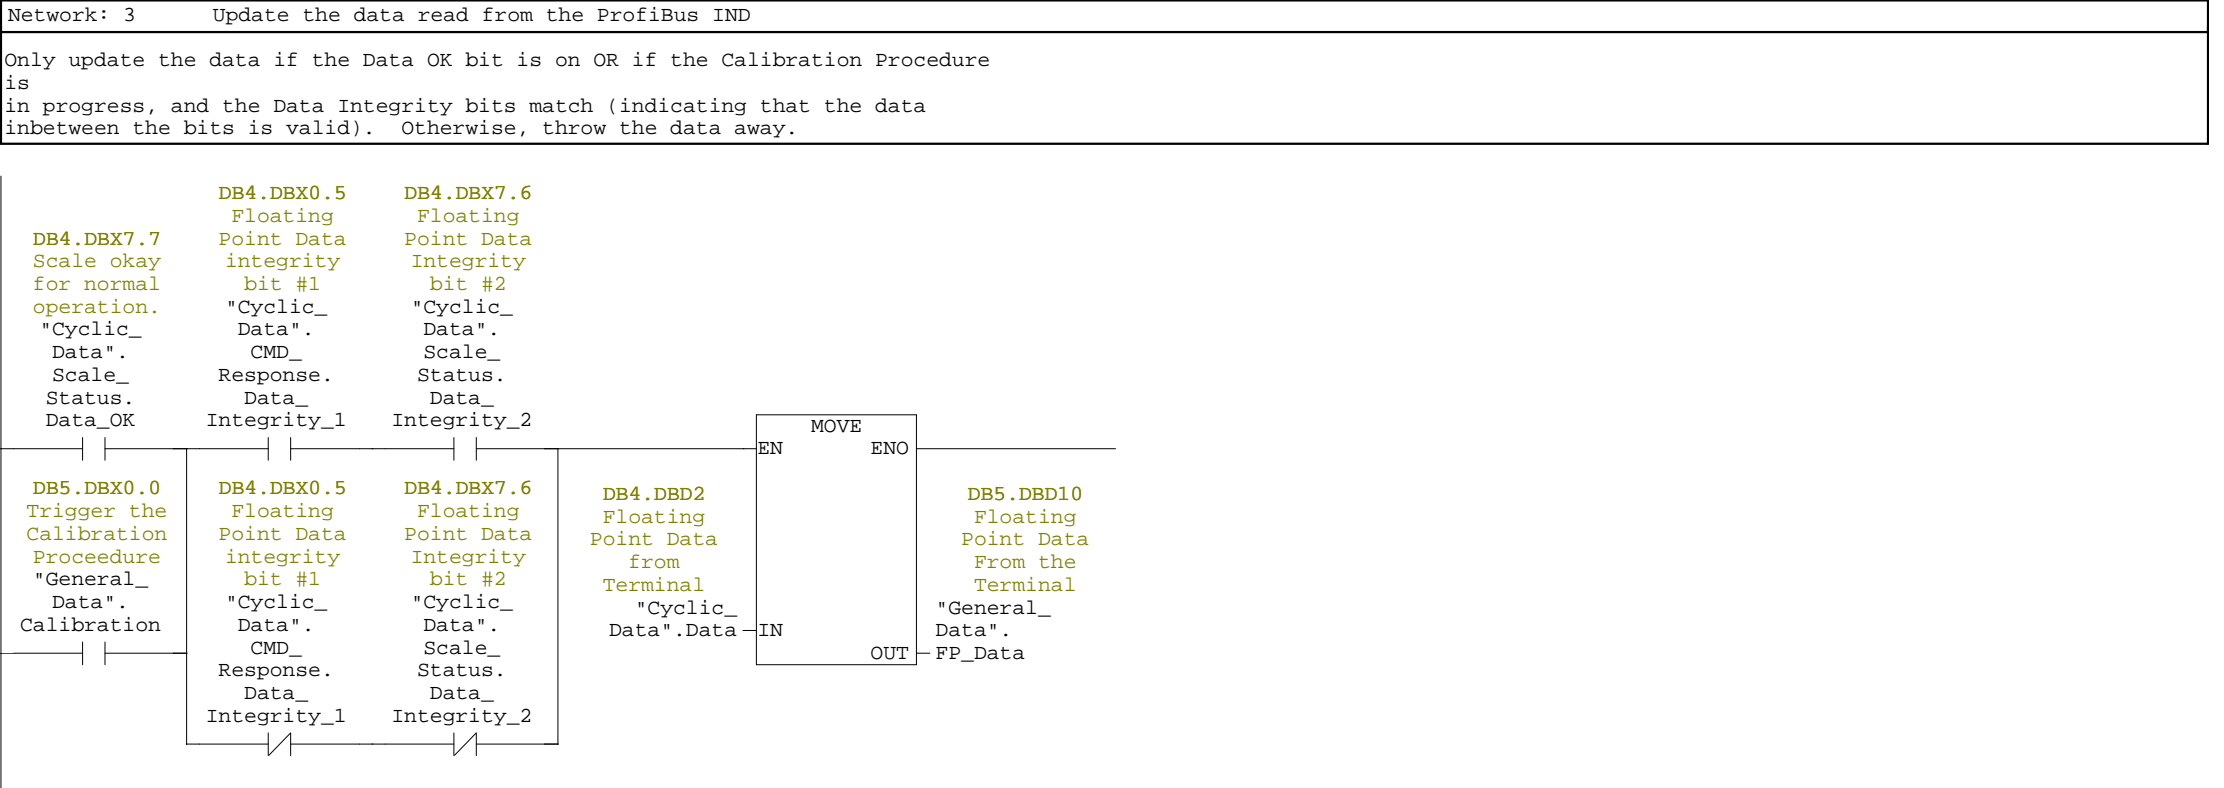 Network: 3 Update the data read from the ProfiBus IND
Only update the data if the Data OK bit is on OR if the Calibration Procedure
is
in progress, and the Data Integrity bits match (indicating that the data
inbetween the bits is valid). Otherwise, throw the data away.
DB4.DBX7.7
Scale okay
for normal
operation.
"Cyclic_
Data".
Scale_
Status.
Data_OK
DB4.DBX0.5
Floating
Point Data
integrity
bit #1
"Cyclic_
Data".
CMD_
Response.
Data_
Integrity_1
DB4.DBX7.6
Floating
Point Data
Integrity
bit #2
"Cyclic_
Data".
Scale_
Status.
Data_
Integrity_2
DB5.DBX0.0
Trigger the
Calibration
Proceedure
"General_
Data".
Calibration
DB4.DBX0.5
Floating
Point Data
integrity
bit #1
"Cyclic_
Data".
CMD_
Response.
Data_
Integrity_1
DB4.DBX7.6
Floating
Point Data
Integrity
bit #2
"Cyclic_
Data".
Scale_
Status.
Data_
Integrity_2
DB4.DBD2
Floating
Point Data
from
Terminal
"Cyclic_
Data".Data
MOVE
EN ENO
IN
OUT
DB5.DBD10
Floating
Point Data
From the
Terminal
"General_
Data".
FP_Data